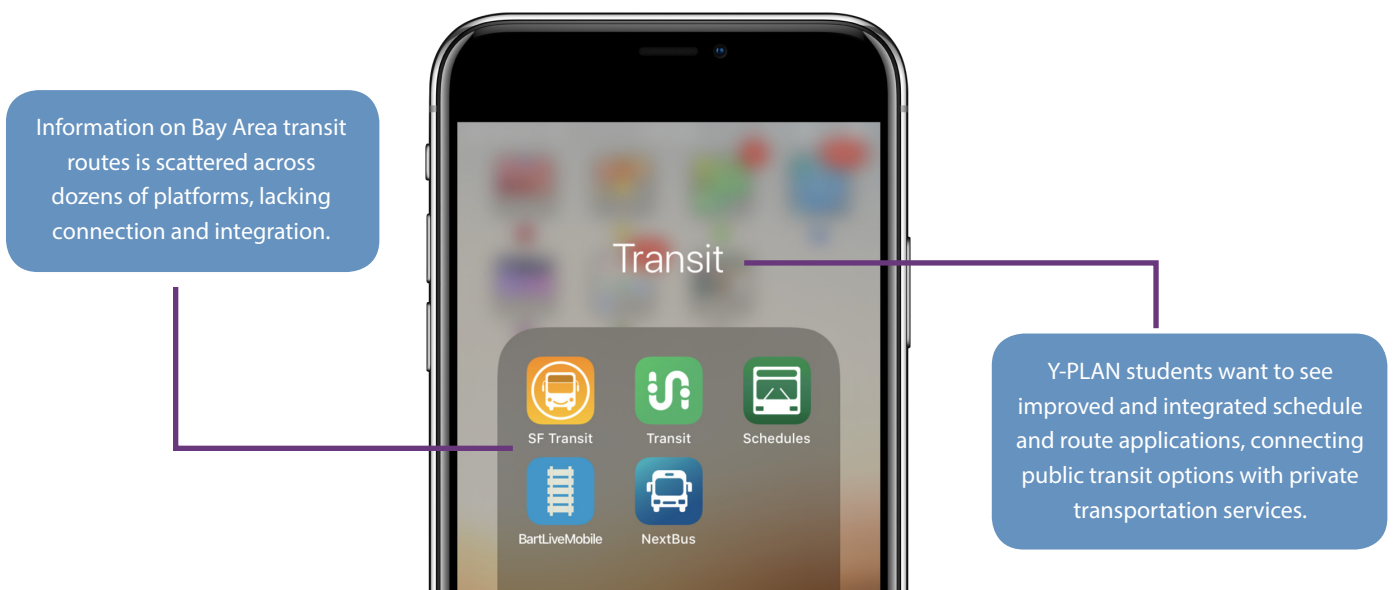 Information on Bay Area transit
routes is scattered across
dozens of platforms, lacking
connection and integration.
Transit
SF Transit
Transit
Schedules
BartLiveMobile
NextBus
Y-PLAN students want to see
improved and integrated schedule
and route applications, connecting
public transit options with private
transportation services.